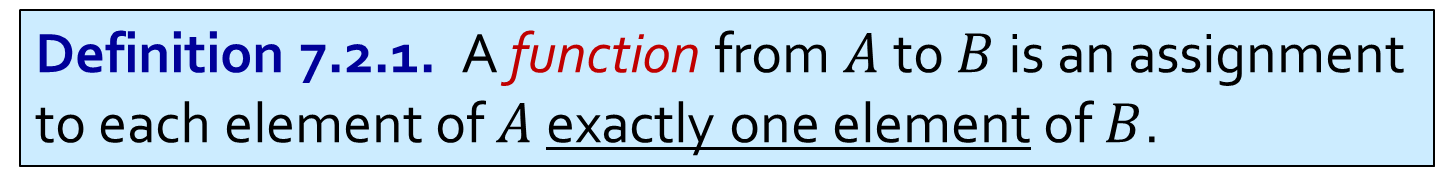 Definition 7.2.1. A function from A to B is an assignment
to each element of A exactly one element of B.